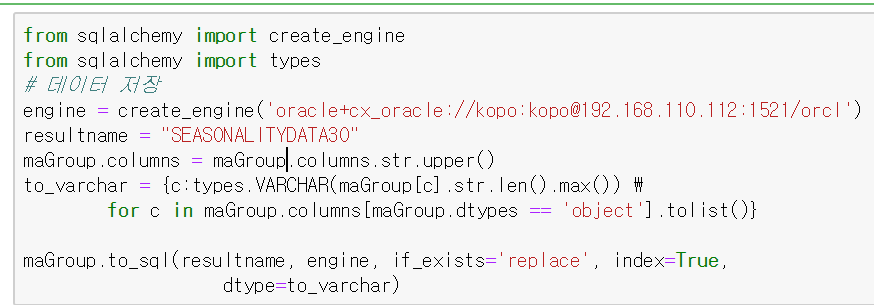 from sqlalchemy import create_engine
from sqlalchemy import types
# 데이터 저장
engine = create_engine('oracle+cx_oracle://kopo:kopo@192.168.110.112:1521/orcl')
resultname = "SEASONALITYDATA30"
maGroup.columns = maGroup.columns.str.upper()
to_varchar = {c:types.VARCHAR(maGroup[c].str.len().max()) ₩
for c in maGroup.columns[maGroup.dtypes == 'object'].tolist()}
maGroup.to_sql(resultname, engine, if_exists='replace', index=True,
dtype=to_varchar)